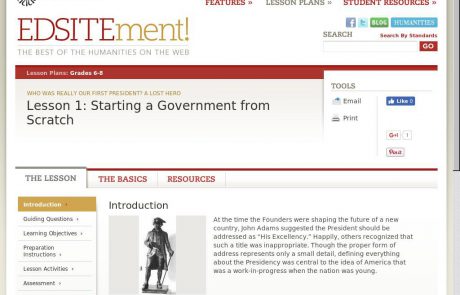 FEATURES » LESSON PLANS » STUDENT RESOURCES »
EDSITEment!
THE BEST OF THE HUMANITIES ON THE WEB
BLOG HUMANITIES
SEARCH Search By Standards
GO
Lesson Plans: Grades 6-8
WHO WAS REALLY OUR FIRST PRESIDENT? A LOST HERO
Lesson 1: Starting a Government from
Scratch
TOOLS
Email
Print
Like 0
G+ 1
Pin it
THE LESSON THE BASICS RESOURCES
Introduction ›
Guiding Questions ›
Learning Objectives ›
Preparation
Instructions ›
Lesson Activities ›
Assessment ›
Introduction
At the time the Founders were shaping the future of a new
country, John Adams suggested the President should be
addressed as "His Excellency." Happily, others recognized that
such a title was inappropriate. Though the proper form of
address represents only a small detail, defining everything
about the Presidency was central to the idea of America that
was a work-in-progress when the nation was young.